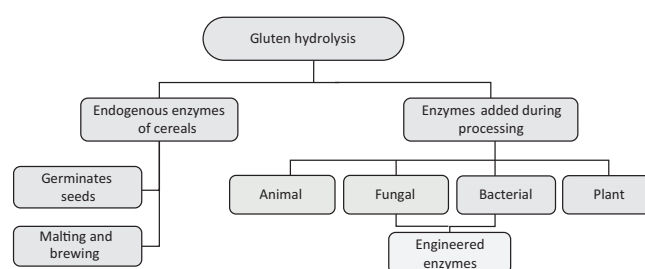 Gluten hydrolysis
Endogenous enzymes
of cereals
Enzymes added during
processing
Germinates
seeds
Malting and
brewing
Animal
Fungal
Bacterial
Plant
Engineered
enzymes